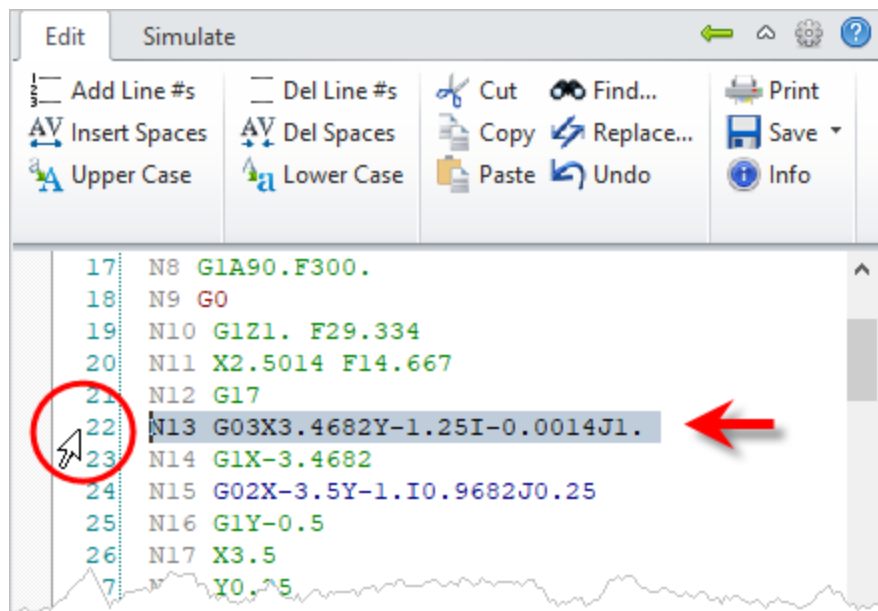 Edit Simulate
Add Line #s Del Line #s Cut Find... Print
Insert Spaces Del Spaces Copy Replace... Save
Upper Case Lower Case Paste Undo Info
17 N8 G1A90.F300.
18 N9 G0
19 N10 G1Z1. F29.334
20 N11 X2.5014 F14.667
21 N12 G17
22 N13 G03X3.4682Y-1.25I-0.0014J1.
23 N14 G1X-3.4682
24 N15 G02X-3.5Y-1.I0.9682J0.25
25 N16 G1Y-0.5
26 N17 X3.5